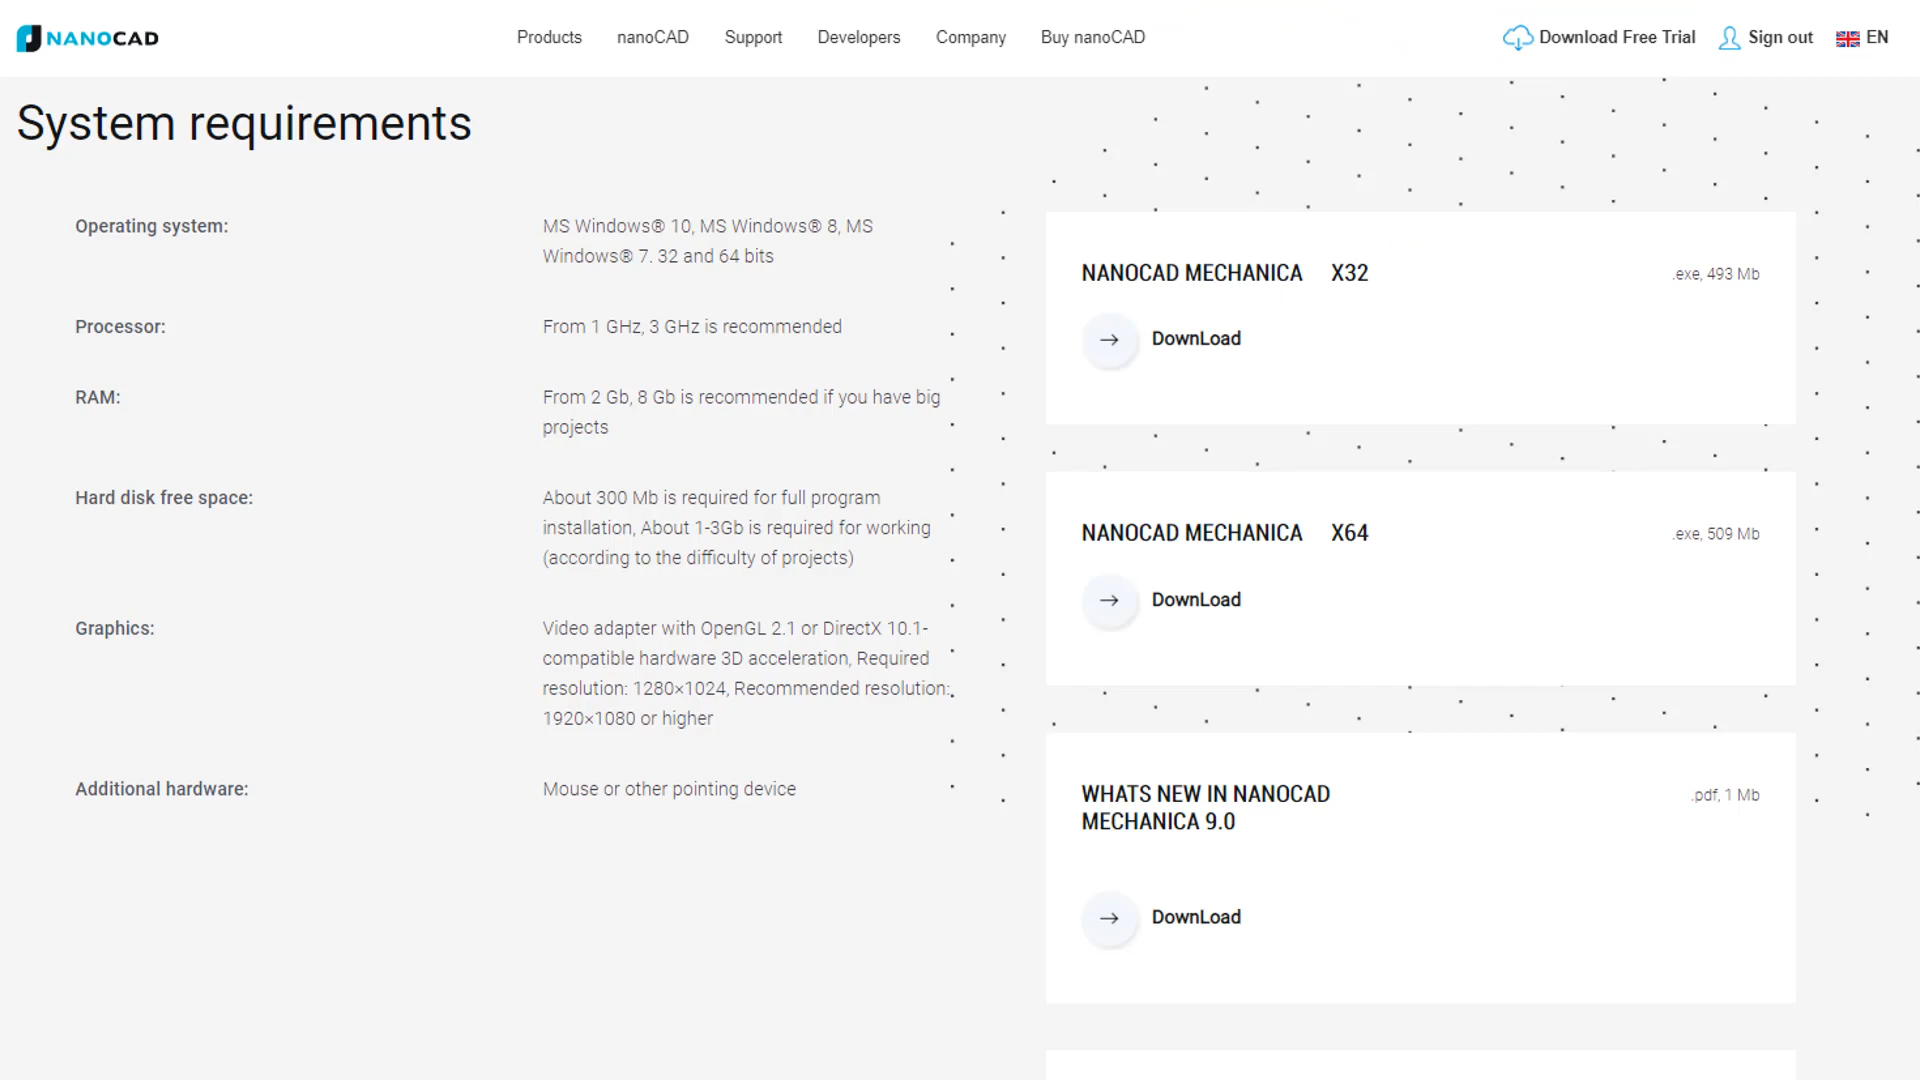 NANOCAD
Products
nanoCAD
Support
Developers
Company
Buy nanoCAD
Download Free Trial
Sign out
EN
System requirements
Operating system:
MS Windows® 10, MS Windows® 8, MS
Windows® 7. 32 and 64 bits
Processor:
From 1 GHz, 3 GHz is recommended
RAM:
From 2 Gb, 8 Gb is recommended if you have big
projects
Hard disk free space:
About 300 Mb is required for full program
installation, About 1-3Gb is required for working
(according to the difficulty of projects)
Graphics:
Video adapter with OpenGL 2.1 or DirectX 10.1-
compatible hardware 3D acceleration, Required
resolution: 1280×1024, Recommended resolution:
1920×1080 or higher
Additional hardware:
Mouse or other pointing device
NANOCAD MECHANICA X32
.exe, 493 Mb
DownLoad
NANOCAD MECHANICA X64
.exe, 509 Mb
DownLoad
WHATS NEW IN NANOCAD
MECHANICA 9.0
.pdf, 1 Mb
DownLoad